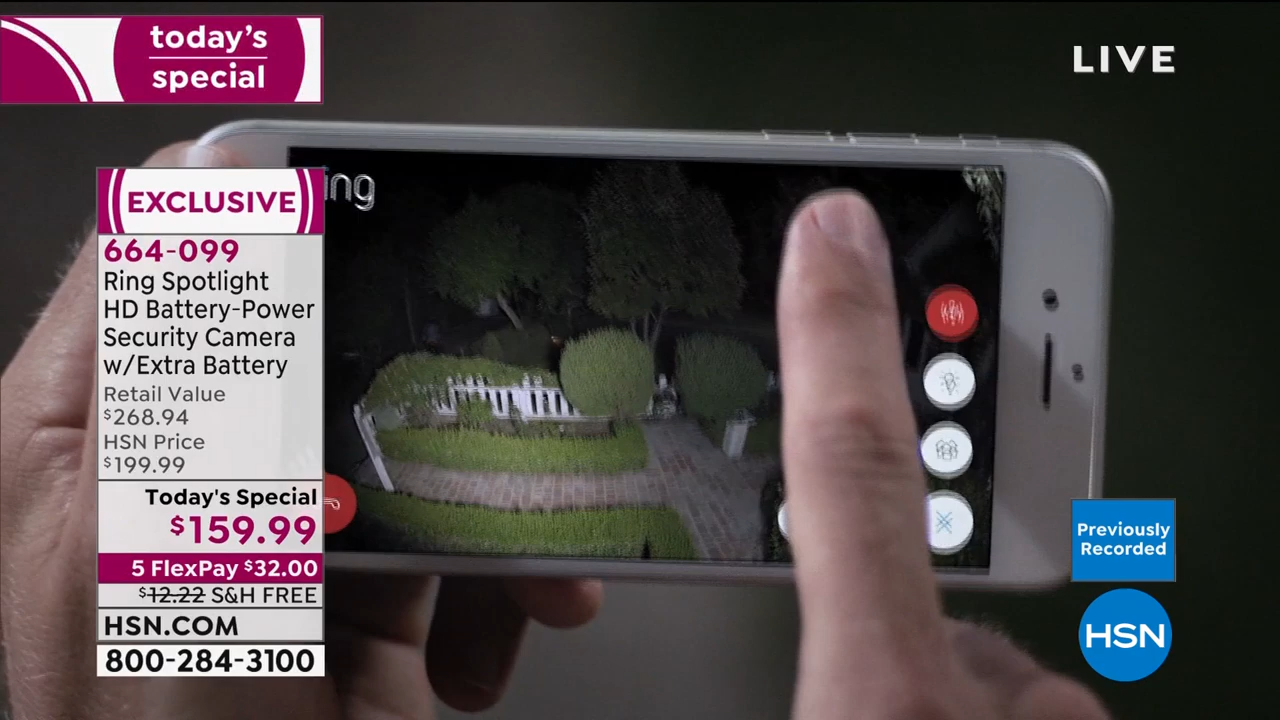 today's
special
LIVE
EXCLUSIVE
664-099
Ring Spotlight
HD Battery-Power
Security Camera
w/Extra Battery
Retail Value
$268.94
HSN Price
$199.99
Today's Special
$159.99
5 FlexPay $32.00
$12.22 S&H FREE
HSN.COM
800-284-3100
ing
Previously
Recorded
HSN